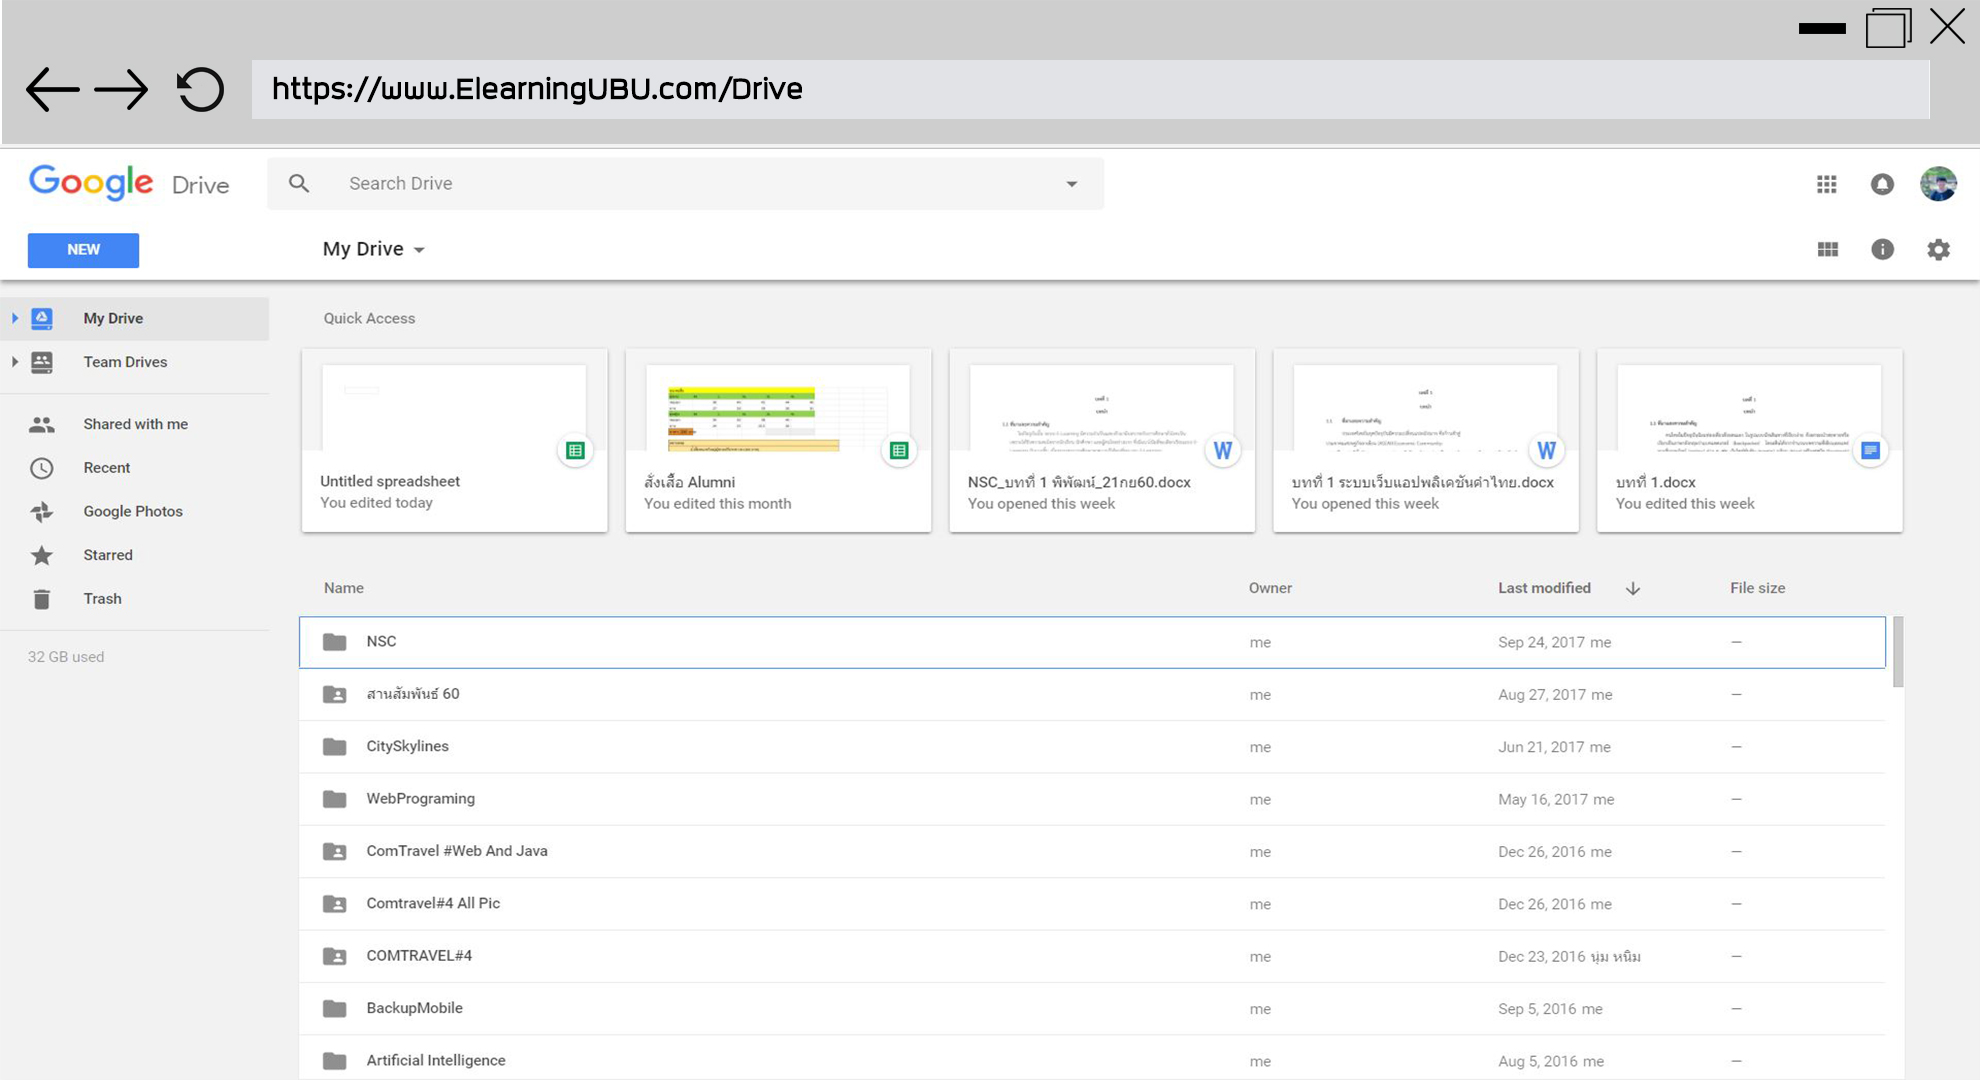 https://www.ElearningUBU.com/Drive
Google Drive
Search Drive
NEW
My Drive
My Drive
Team Drives
Shared with me
Recent
Google Photos
Starred
Trash
32 GB used
Quick Access
Untitled spreadsheet
You edited today
สั่งเสื้อ Alumni
You edited this month
NSC_บทที่ 1 พิพัฒน์_21กย60.docx
You opened this week
บทที่ 1 ระบบเว็บแอปพลิเคชันคำไทย.docx
You opened this week
บทที่ 1.docx
You edited this week
Name Owner Last modified File size
NSC me Sep 24, 2017 me –
สานสัมพันธ์ 60 me Aug 27, 2017 me –
CitySkylines me Jun 21, 2017 me –
WebPrograming me May 16, 2017 me –
ComTravel #Web And Java me Dec 26, 2016 me –
Comtravel#4 All Pic me Dec 26, 2016 me –
COMTRAVEL#4 me Dec 23, 2016 นุ่ม หนิม –
BackupMobile me Sep 5, 2016 me –
Artificial Intelligence me Aug 5, 2016 me –